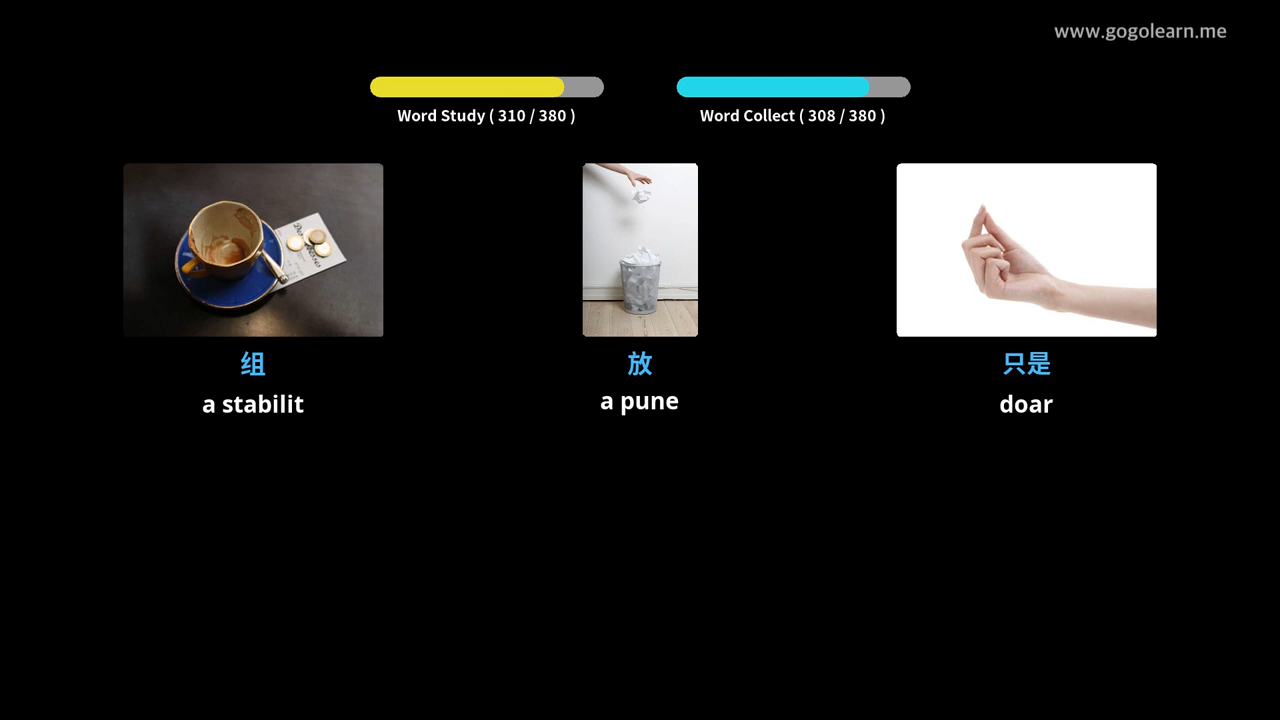 www.gogolearn.me
Word Study ( 310 / 380 )
Word Collect ( 308 / 380 )
组
a stabilit
放
a pune
只是
doar